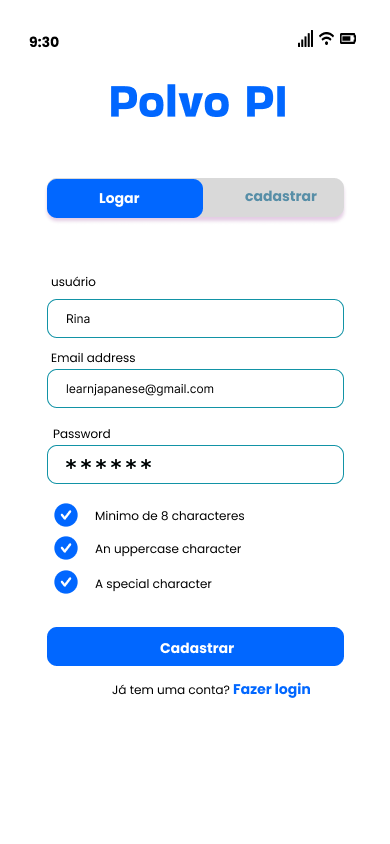 9:30
Polvo PI
Logar cadastrar
usuário
Rina
Email address
learnjapanese@gmail.com
Password
******
Minimo de 8 characteres
An uppercase character
A special character
Cadastrar
Já tem uma conta? Fazer login